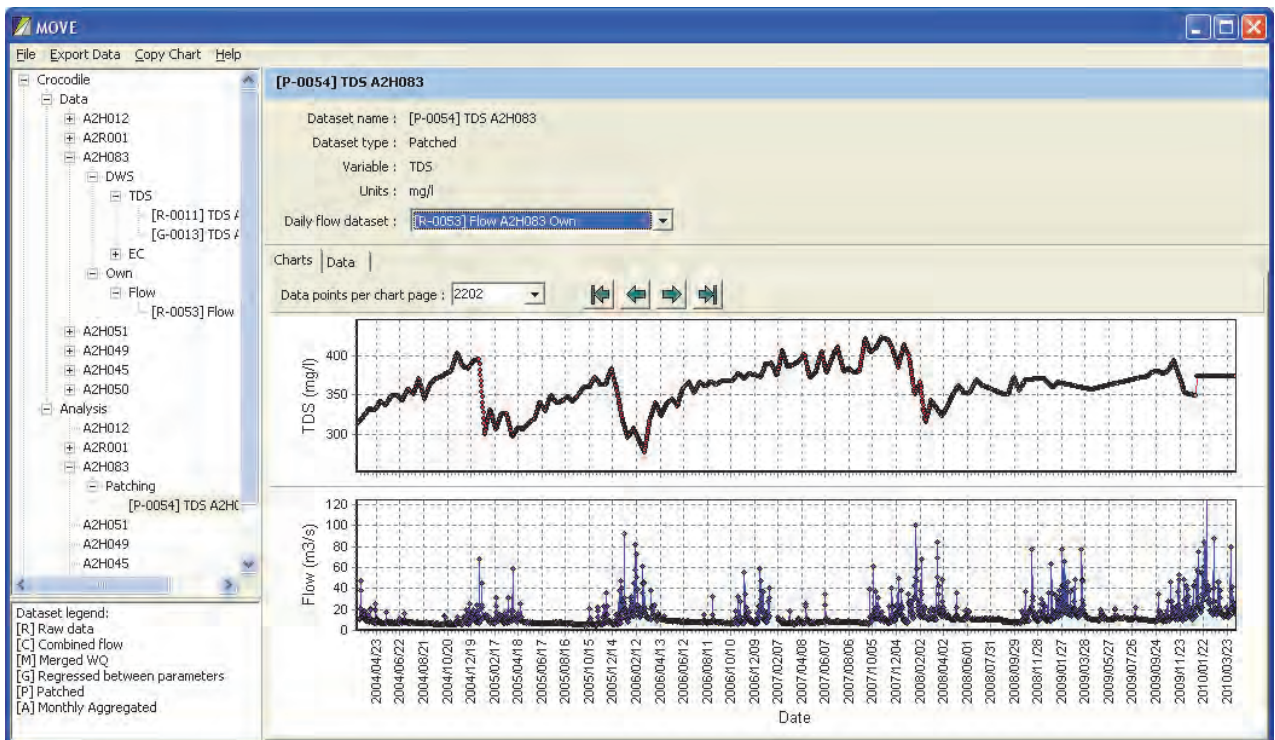 MOVE
File Export Data Copy Chart Help
Crocodile
Data
A2H012
A2R001
A2H083
DWS
TDS
[R-0011] TDS A
[G-0013] TDS A
EC
Own
Flow
[R-0053] Flow
A2H051
A2H049
A2H045
A2H050
Analysis
A2H012
A2R001
A2H083
Patching
[P-0054] TDS A2H0
A2H051
A2H049
A2H045
Dataset legend:
[R] Raw data
[C] Combined flow
[M] Merged WQ
[G] Regressed between parameters
[P] Patched
[A] Monthly Aggregated
[P-0054] TDS A2H083
Dataset name : [P-0054] TDS A2H083
Dataset type : Patched
Variable : TDS
Units : mg/l
Daily flow dataset : [R-0053] Flow A2H083 Own
Charts Data
Data points per chart page : 2202
TDS (mg/l)
400
350
300
Flow (m3/s)
120
100
80
60
40
20
0
2004/04/23
2004/06/22
2004/08/21
2004/10/20
2004/12/19
2005/02/17
2005/04/18
2005/06/17
2005/08/16
2005/10/15
2005/12/14
2006/02/12
2006/04/13
2006/06/12
2006/08/11
2006/10/10
2006/12/09
2007/02/07
2007/04/08
2007/06/07
2007/08/06
2007/10/05
2007/12/04
2008/02/02
2008/04/02
2008/06/01
2008/07/31
2008/09/29
2008/11/28
2009/01/27
2009/03/28
2009/05/27
2009/07/26
2009/09/24
2009/11/23
2010/01/22
2010/03/23
Date